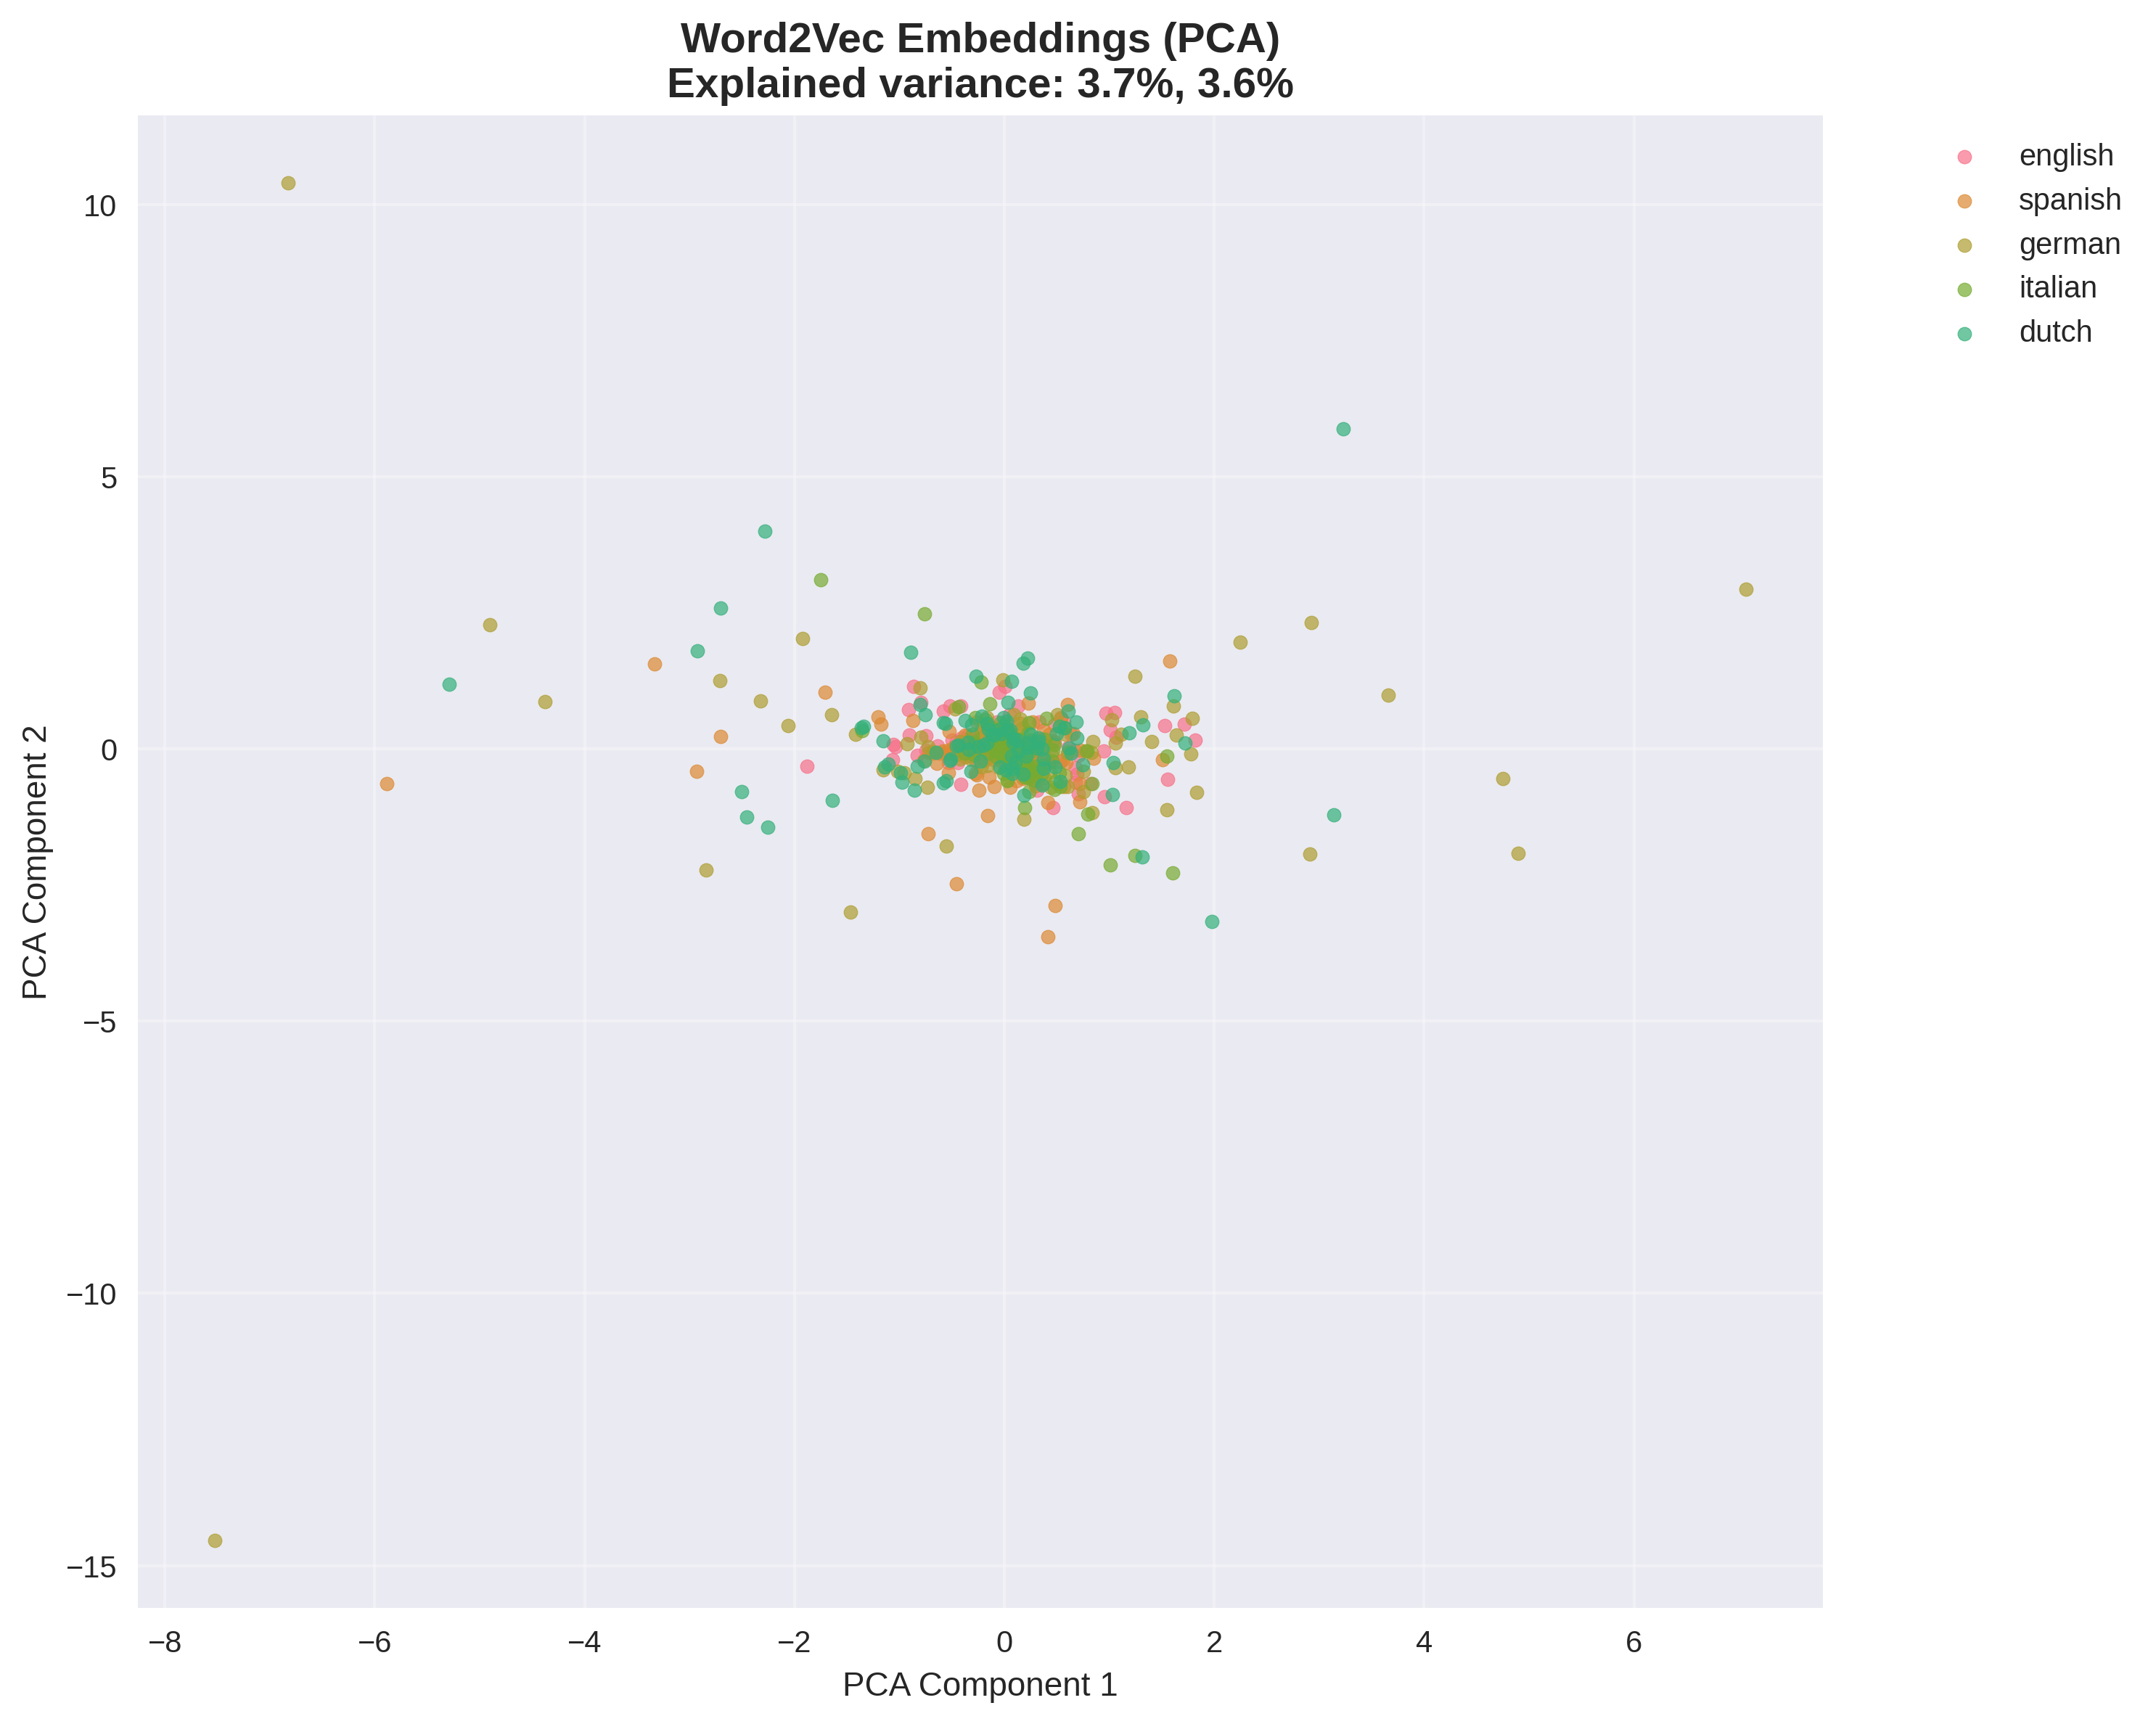 Word2Vec Embeddings (PCA)
Explained variance: 3.7%, 3.6%
english
spanish
german
italian
dutch
10
5
0
−5
−10
−15
PCA Component 2
−8
−6
−4
−2
0
2
4
6
PCA Component 1